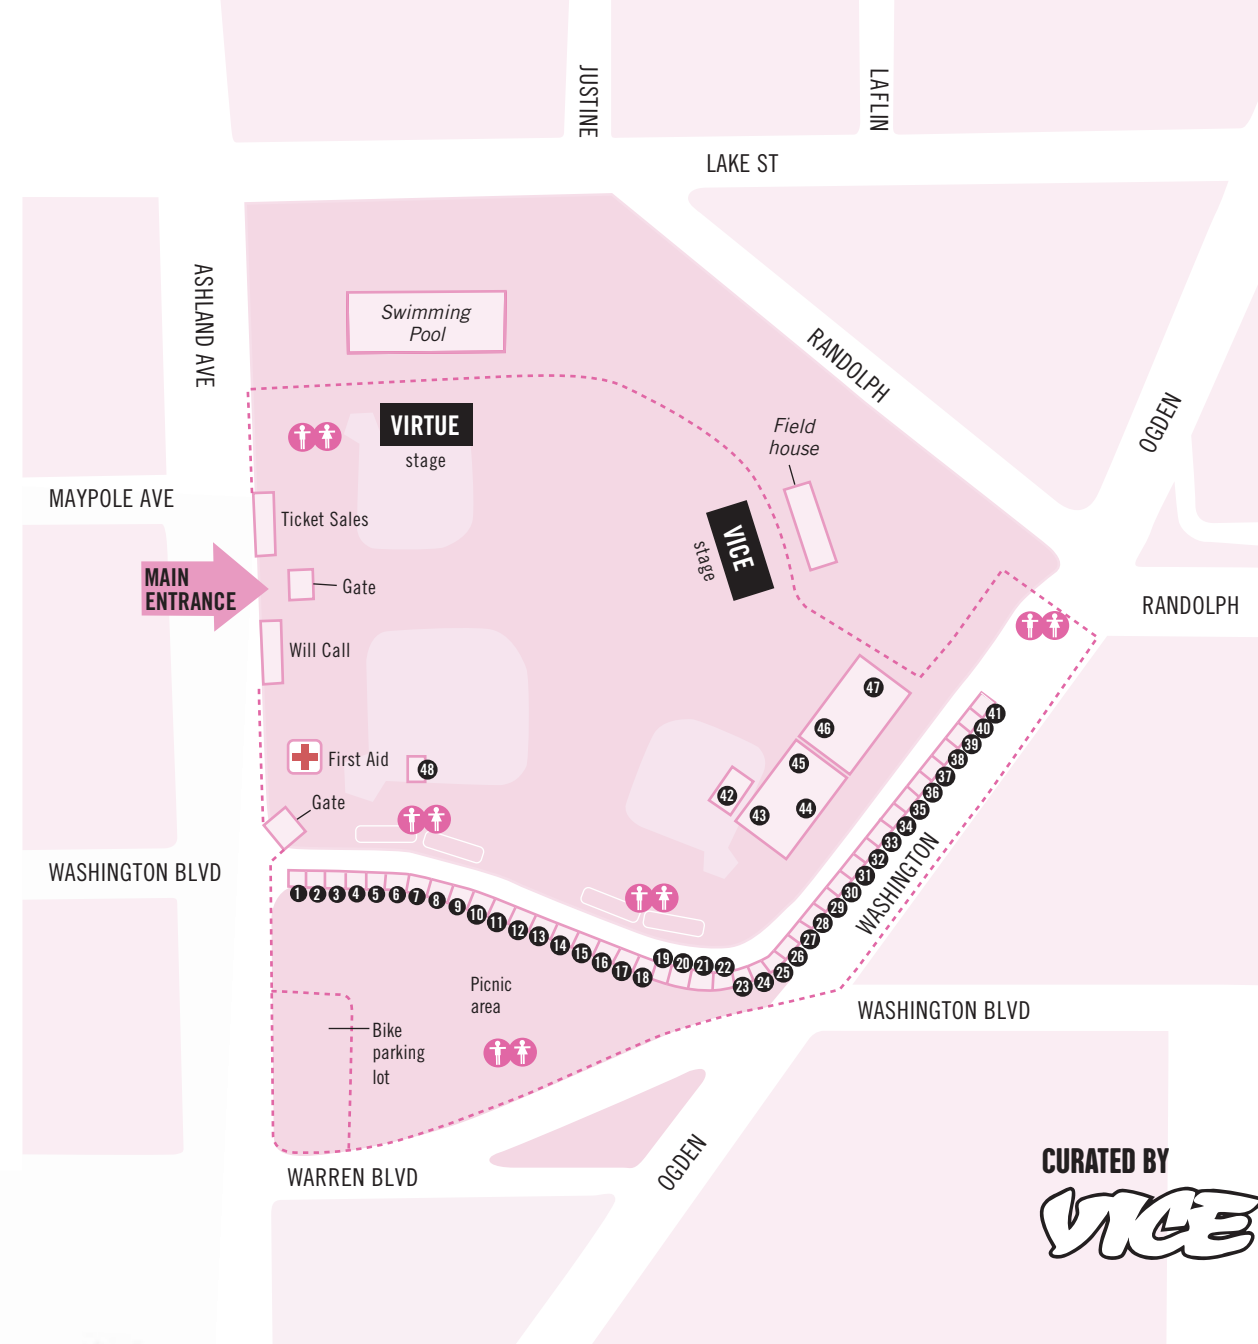 JUSTINE
LAFLIN
LAKE ST
ASHLAND AVE
Swimming
Pool
RANDOLPH
OGDEN
VIRTUE
stage
Field
house
MAYPOLE AVE
Ticket Sales
VICE
stage
MAIN
ENTRANCE
Gate
RANDOLPH
Will Call
First Aid
48
Gate
47
46
45
44
43
42
41
40
39
38
37
36
35
34
33
32
31
30
29
28
27
26
25
24
23
WASHINGTON
WASHINGTON BLVD
1
2
3
4
5
6
7
8
9
10
11
12
13
14
15
16
17
18
19
20
21
22
Picnic
area
WASHINGTON BLVD
Bike
parking
lot
WARREN BLVD
OGDEN
CURATED BY
VICE